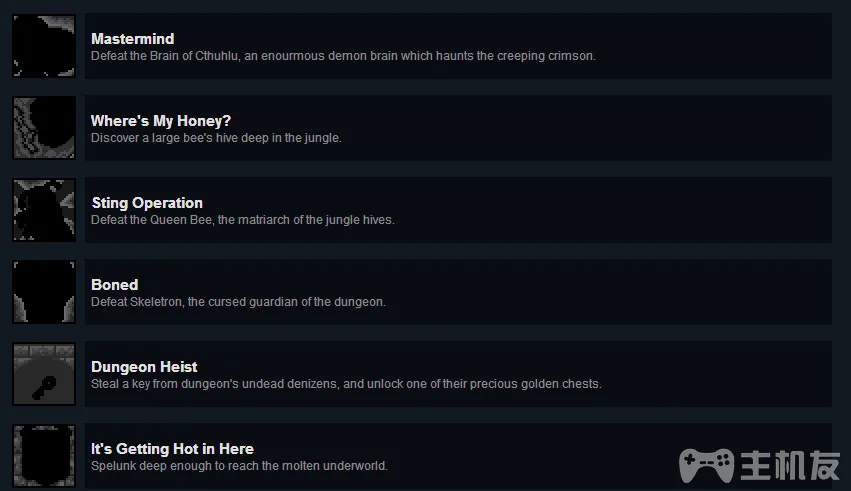 Mastermind
Defeat the Brain of Cthuhlu, an enourmous demon brain which haunts the creeping crimson.
Where's My Honey?
Discover a large bee's hive deep in the jungle.
Sting Operation
Defeat the Queen Bee, the matriarch of the jungle hives.
Boned
Defeat Skeletron, the cursed guardian of the dungeon.
Dungeon Heist
Steal a key from dungeon's undead denizens, and unlock one of their precious golden chests.
It's Getting Hot in Here
Spelunk deep enough to reach the molten underworld.
主机友